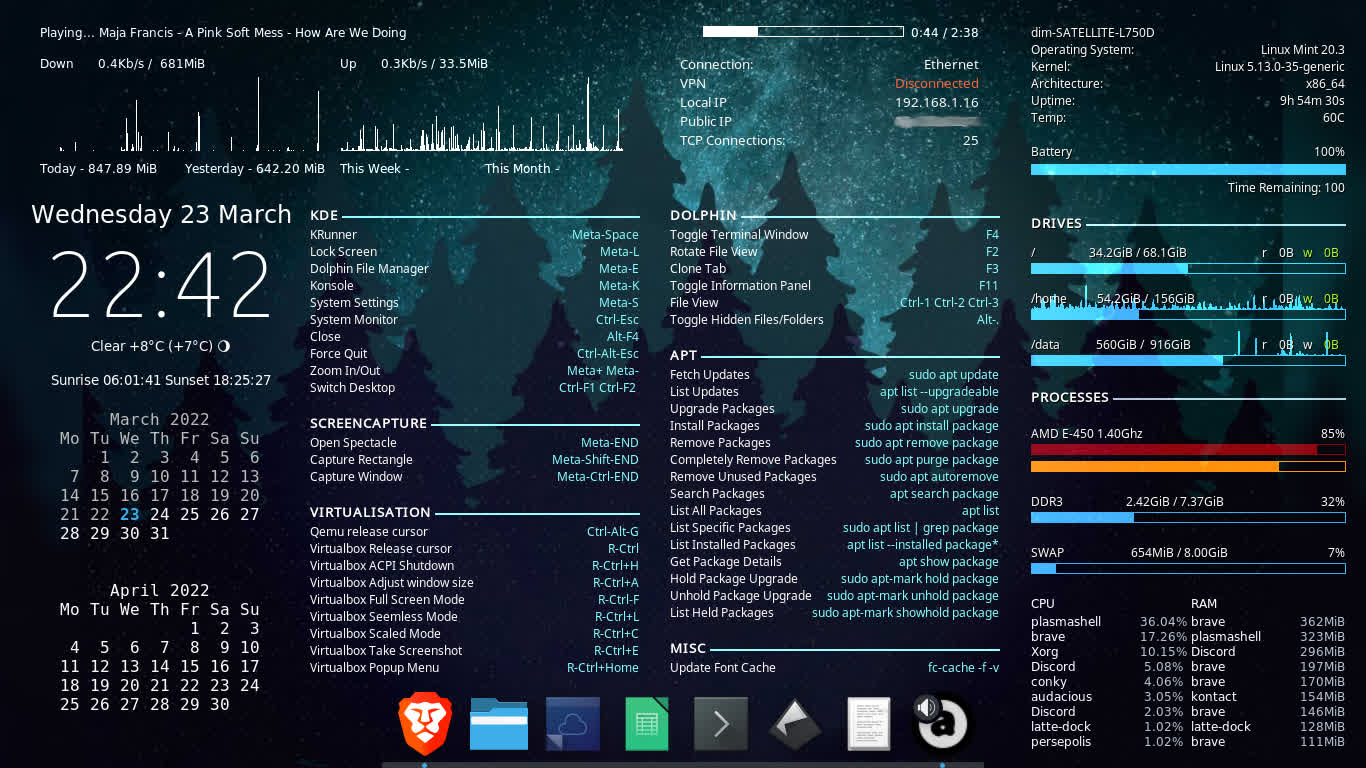 Playing... Maja Francis - A Pink Soft Mess - How Are We Doing
0:44 / 2:38
Down 0.4Kb/s / 681MiB Up 0.3Kb/s / 33.5MiB
Today - 847.89 MiB Yesterday - 642.20 MiB This Week - This Month -
Connection: Ethernet
VPN Disconnected
Local IP 192.168.1.16
Public IP
TCP Connections: 25
dim-SATELLITE-L750D
Operating System: Linux Mint 20.3
Kernel: Linux 5.13.0-35-generic
Architecture: x86_64
Uptime: 9h 54m 30s
Temp: 60C
Battery 100%
Time Remaining: 100
Wednesday 23 March
22:42
Clear +8°C (+7°C)
Sunrise 06:01:41 Sunset 18:25:27
March 2022
Mo Tu We Th Fr Sa Su
1 2 3 4 5 6
7 8 9 10 11 12 13
14 15 16 17 18 19 20
21 22 23 24 25 26 27
28 29 30 31
April 2022
Mo Tu We Th Fr Sa Su
1 2 3
4 5 6 7 8 9 10
11 12 13 14 15 16 17
18 19 20 21 22 23 24
25 26 27 28 29 30
KDE
KRunner Meta-Space
Lock Screen Meta-L
Dolphin File Manager Meta-E
Konsole Meta-K
System Settings Meta-S
System Monitor Ctrl-Esc
Close Alt-F4
Force Quit Ctrl-Alt-Esc
Zoom In/Out Meta+ Meta-
Switch Desktop Ctrl-F1 Ctrl-F2
SCREENCAPTURE
Open Spectacle Meta-END
Capture Rectangle Meta-Shift-END
Capture Window Meta-Ctrl-END
VIRTUALISATION
Qemu release cursor Ctrl-Alt-G
Virtualbox Release cursor R-Ctrl
Virtualbox ACPI Shutdown R-Ctrl+H
Virtualbox Adjust window size R-Ctrl+A
Virtualbox Full Screen Mode R-Ctrl-F
Virtualbox Seemless Mode R-Ctrl+L
Virtualbox Scaled Mode R-Ctrl+C
Virtualbox Take Screenshot R-Ctrl+E
Virtualbox Popup Menu R-Ctrl+Home
DOLPHIN
Toggle Terminal Window F4
Rotate File View F2
Clone Tab F3
Toggle Information Panel F11
File View Ctrl-1 Ctrl-2 Ctrl-3
Toggle Hidden Files/Folders Alt-.
APT
Fetch Updates sudo apt update
List Updates apt list --upgradeable
Upgrade Packages sudo apt upgrade
Install Packages sudo apt install package
Remove Packages sudo apt remove package
Completely Remove Packages sudo apt purge package
Remove Unused Packages sudo apt autoremove
Search Packages apt search package
List All Packages apt list
List Specific Packages sudo apt list | grep package
List Installed Packages apt list --installed package*
Get Package Details apt show package
Hold Package Upgrade sudo apt-mark hold package
Unhold Package Upgrade sudo apt-mark unhold package
List Held Packages sudo apt-mark showhold package
MISC
Update Font Cache fc-cache -f -v
DRIVES
/ 34.2GiB / 68.1GiB r 0B w 0B
/home 54.2GiB / 156GiB r 0B w 0B
/data 560GiB / 916GiB r 0B w 0B
PROCESSES
AMD E-450 1.40Ghz 85%
DDR3 2.42GiB / 7.37GiB 32%
SWAP 654MiB / 8.00GiB 7%
CPU RAM
plasmashell 36.04% brave 362MiB
brave 17.26% plasmashell 323MiB
Xorg 10.15% Discord 296MiB
Discord 5.08% brave 197MiB
conky 4.06% brave 170MiB
audacious 3.05% kontact 154MiB
Discord 2.03% brave 146MiB
latte-dock 1.02% latte-dock 128MiB
persepolis 1.02% brave 111MiB